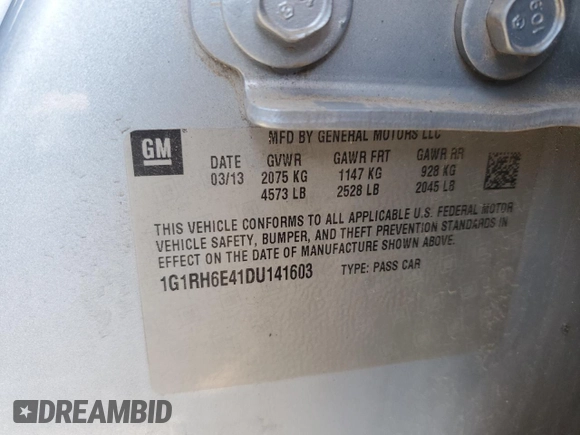 MFD BY GENERAL MOTORS LLC
GM
DATE GVWR GAWR FRT GAWR RR
03/13 2075 KG 1147 KG 928 KG
4573 LB 2528 LB 2045 LB
THIS VEHICLE CONFORMS TO ALL APPLICABLE U.S. FEDERAL MOTOR
VEHICLE SAFETY, BUMPER, AND THEFT PREVENTION STANDARDS IN
EFFECT ON THE DATE OF MANUFACTURE SHOWN ABOVE.
1G1RH6E41DU141603 TYPE: PASS CAR
DREAMBID